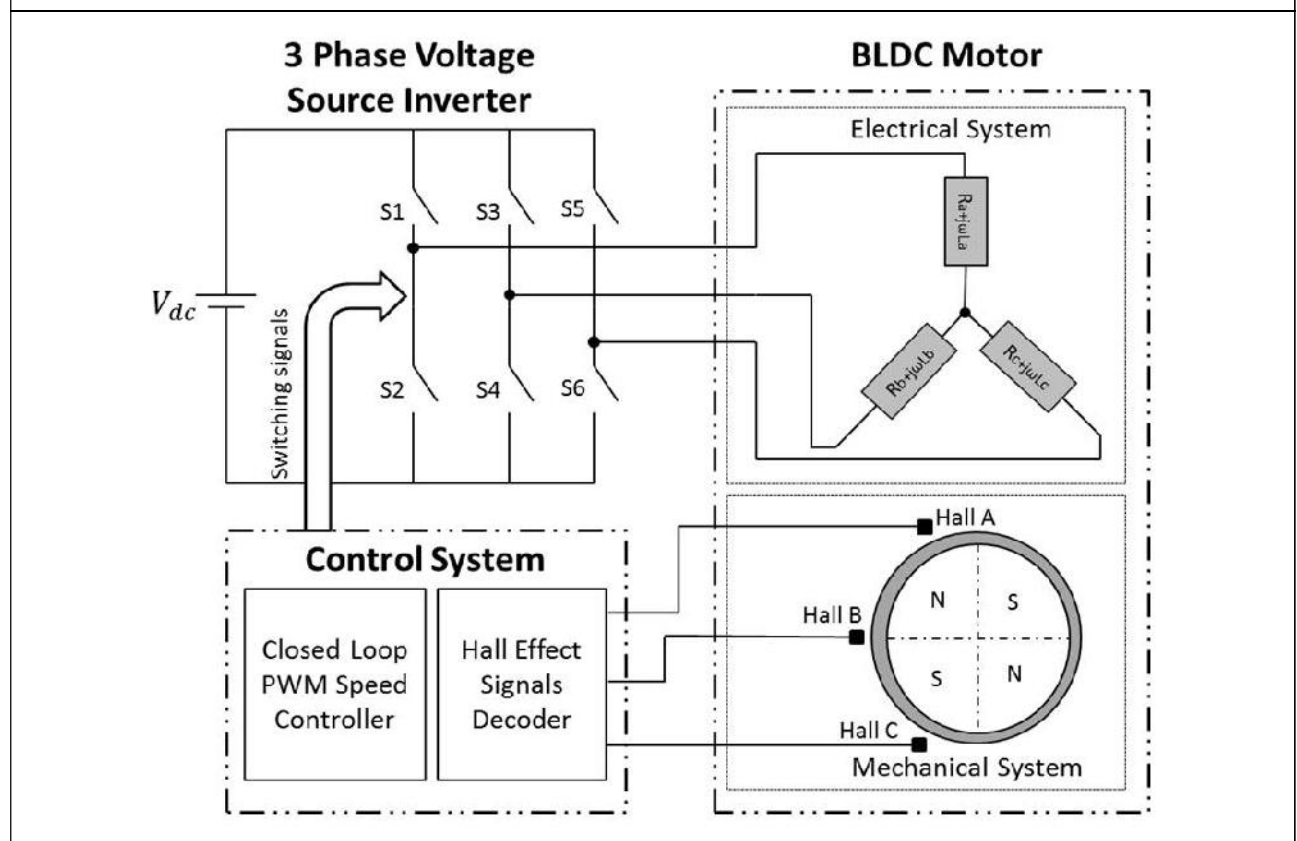 3 Phase Voltage
Source Inverter
BLDC Motor
Electrical System
S1
S3
S5
Ra+jωLa
V_dc
Switching signals
S2
S4
S6
Rb+jωLb
Rc+jωLc
Control System
Closed Loop
PWM Speed
Controller
Hall Effect
Signals
Decoder
Hall A
Hall B
Hall C
N
S
S
N
Mechanical System